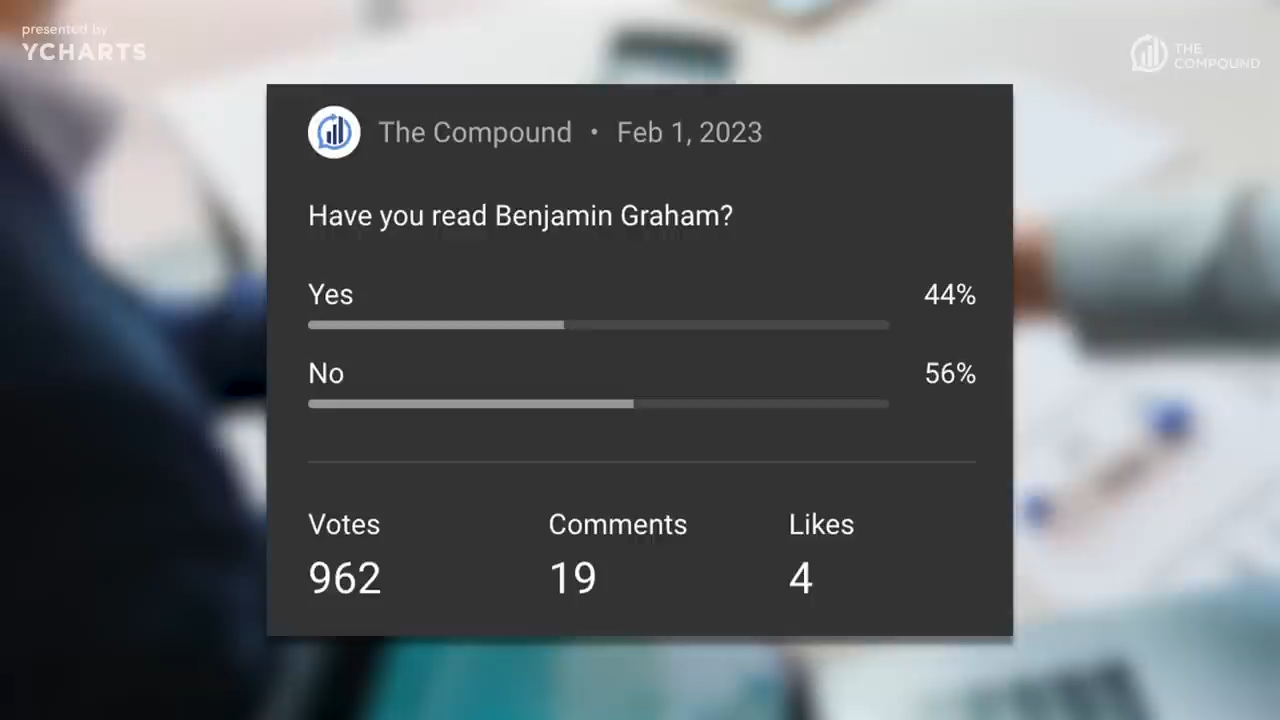 presented by
YCHARTS
THE
COMPOUND
The Compound • Feb 1, 2023
Have you read Benjamin Graham?
Yes 44%
No 56%
Votes Comments Likes
962 19 4